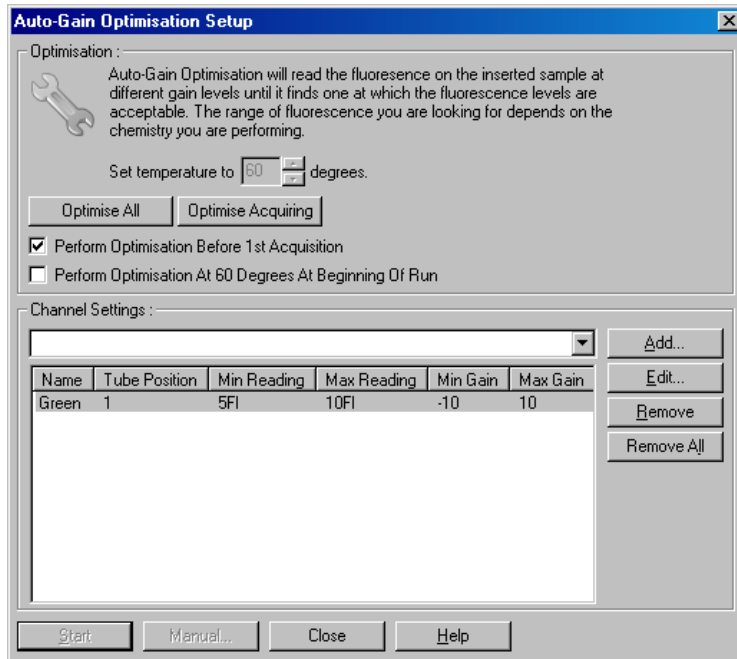 Auto-Gain Optimisation Setup
Optimisation :
Auto-Gain Optimisation will read the fluoresence on the inserted sample at
different gain levels until it finds one at which the fluorescence levels are
acceptable. The range of fluorescence you are looking for depends on the
chemistry you are performing.
Set temperature to 60 degrees.
Optimise All Optimise Acquiring
Perform Optimisation Before 1st Acquisition
Perform Optimisation At 60 Degrees At Beginning Of Run
Channel Settings :
Add...
Name Tube Position Min Reading Max Reading Min Gain Max Gain
Edit...
Green 1 5Fl 10Fl -10 10
Remove
Remove All
Start Manual... Close Help